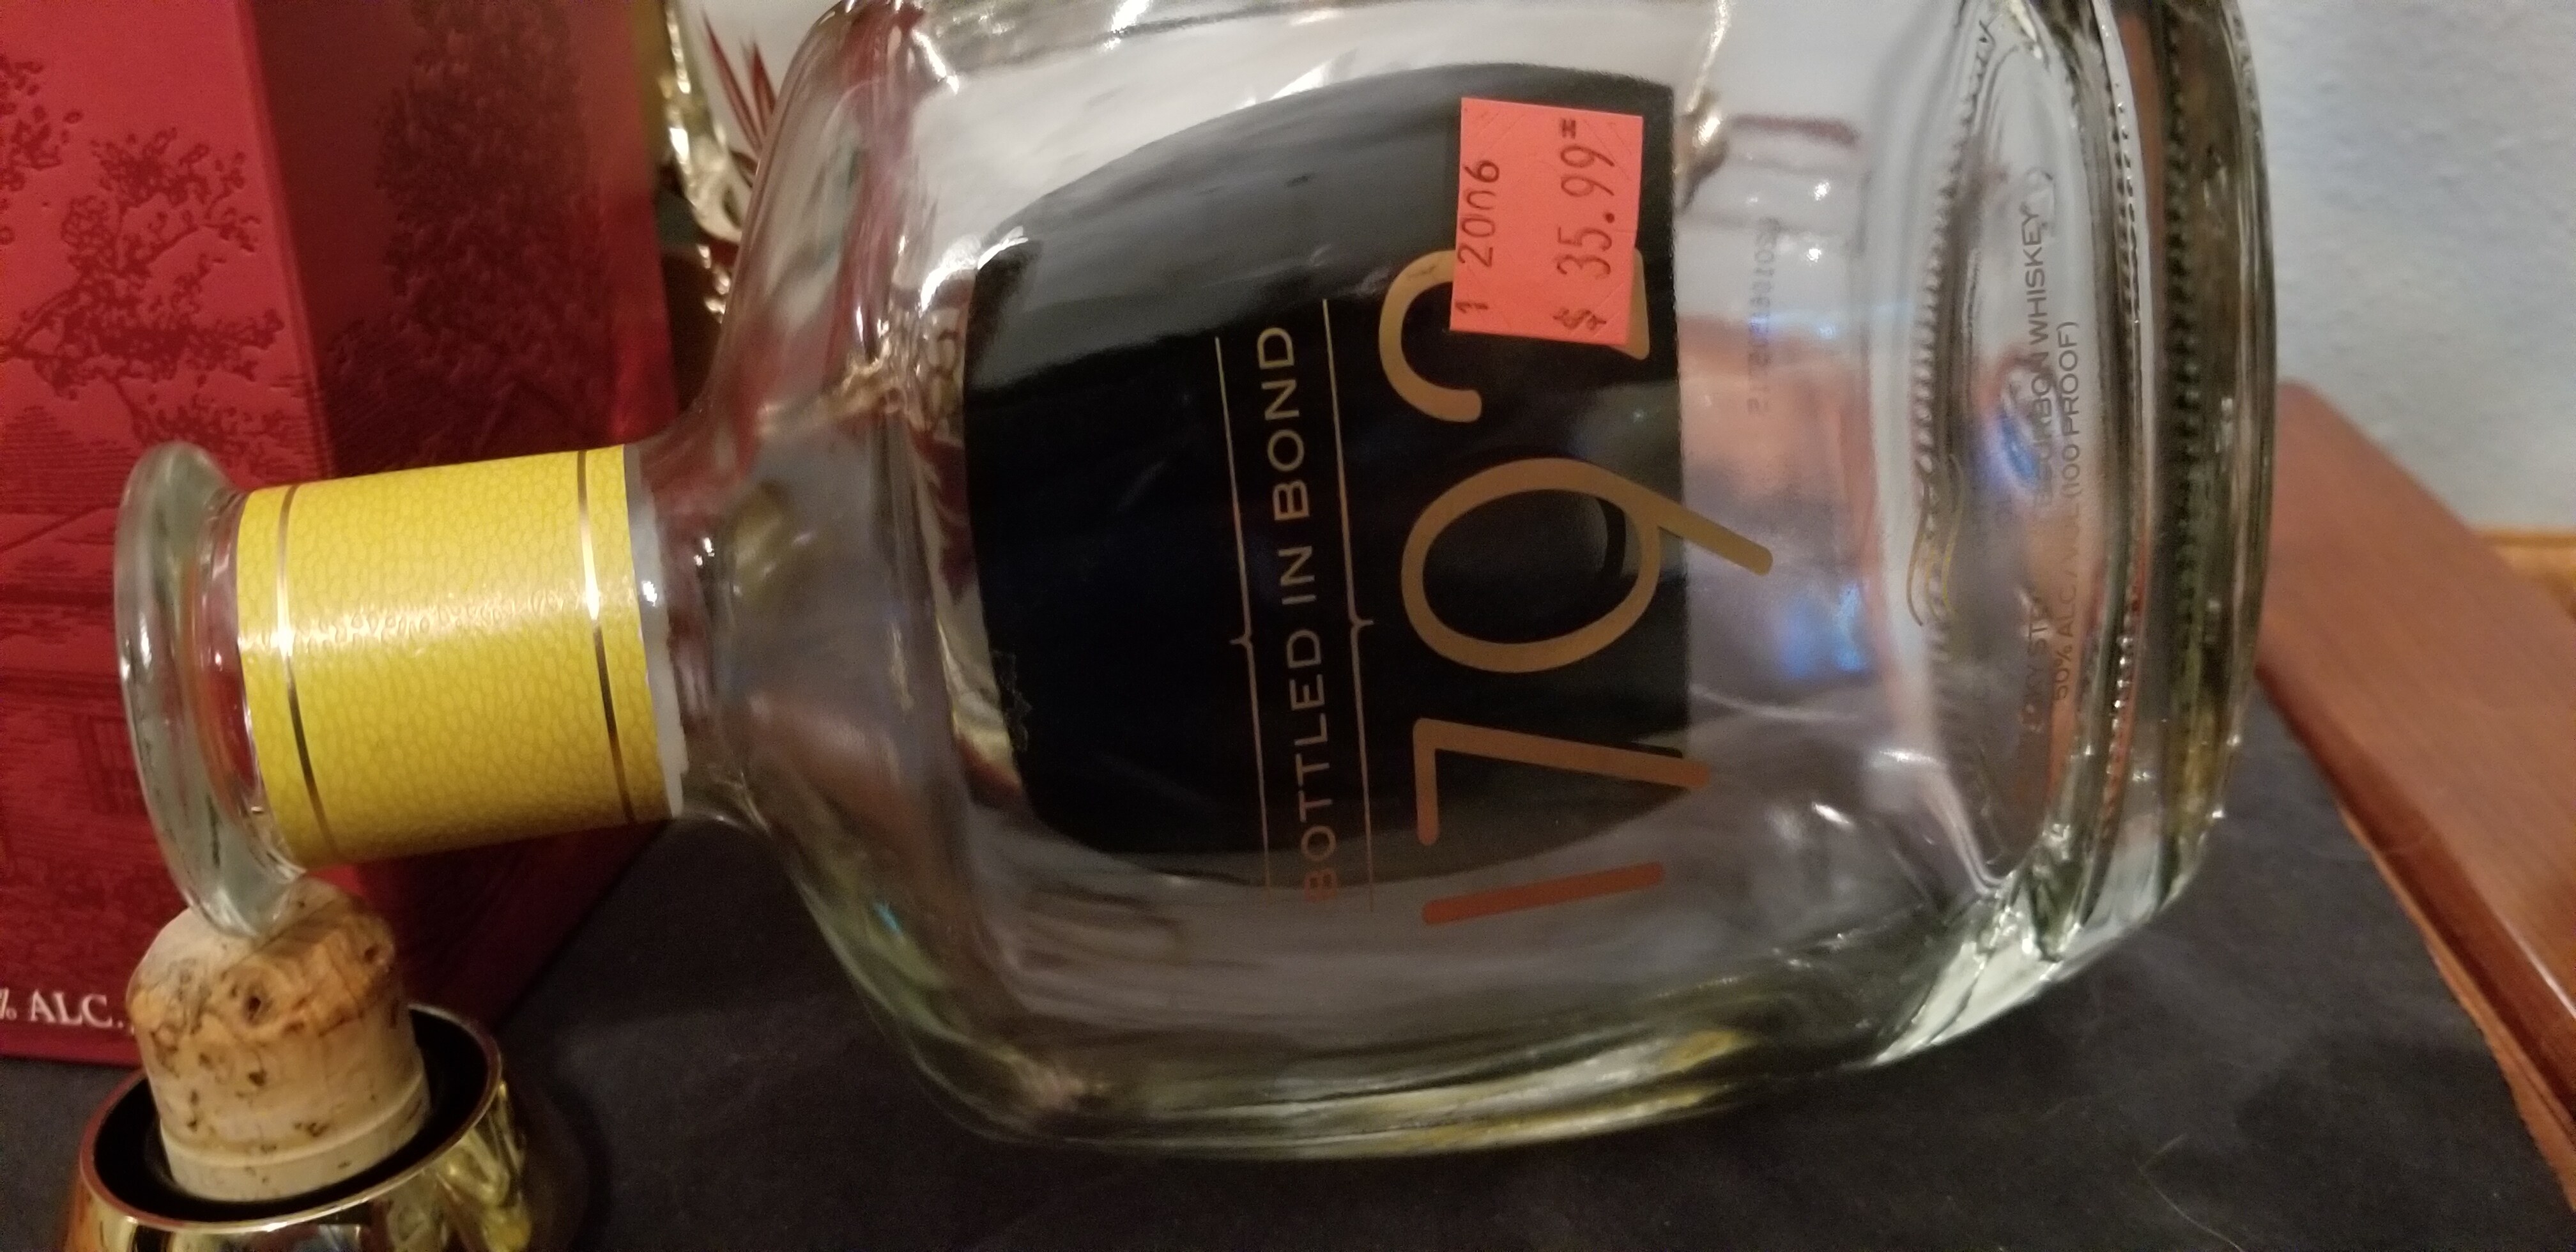 BOTTLED IN BOND
1792
1 2006
$ 35.99
BOURBON WHISKEY
50% ALC./VOL. (100 PROOF)
% ALC.